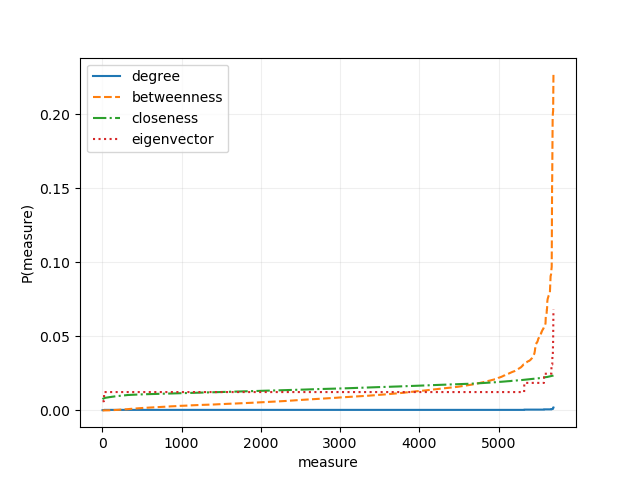 degree
betweenness
closeness
eigenvector
0.20
0.15
0.10
0.05
0.00
P(measure)
0 1000 2000 3000 4000 5000
measure